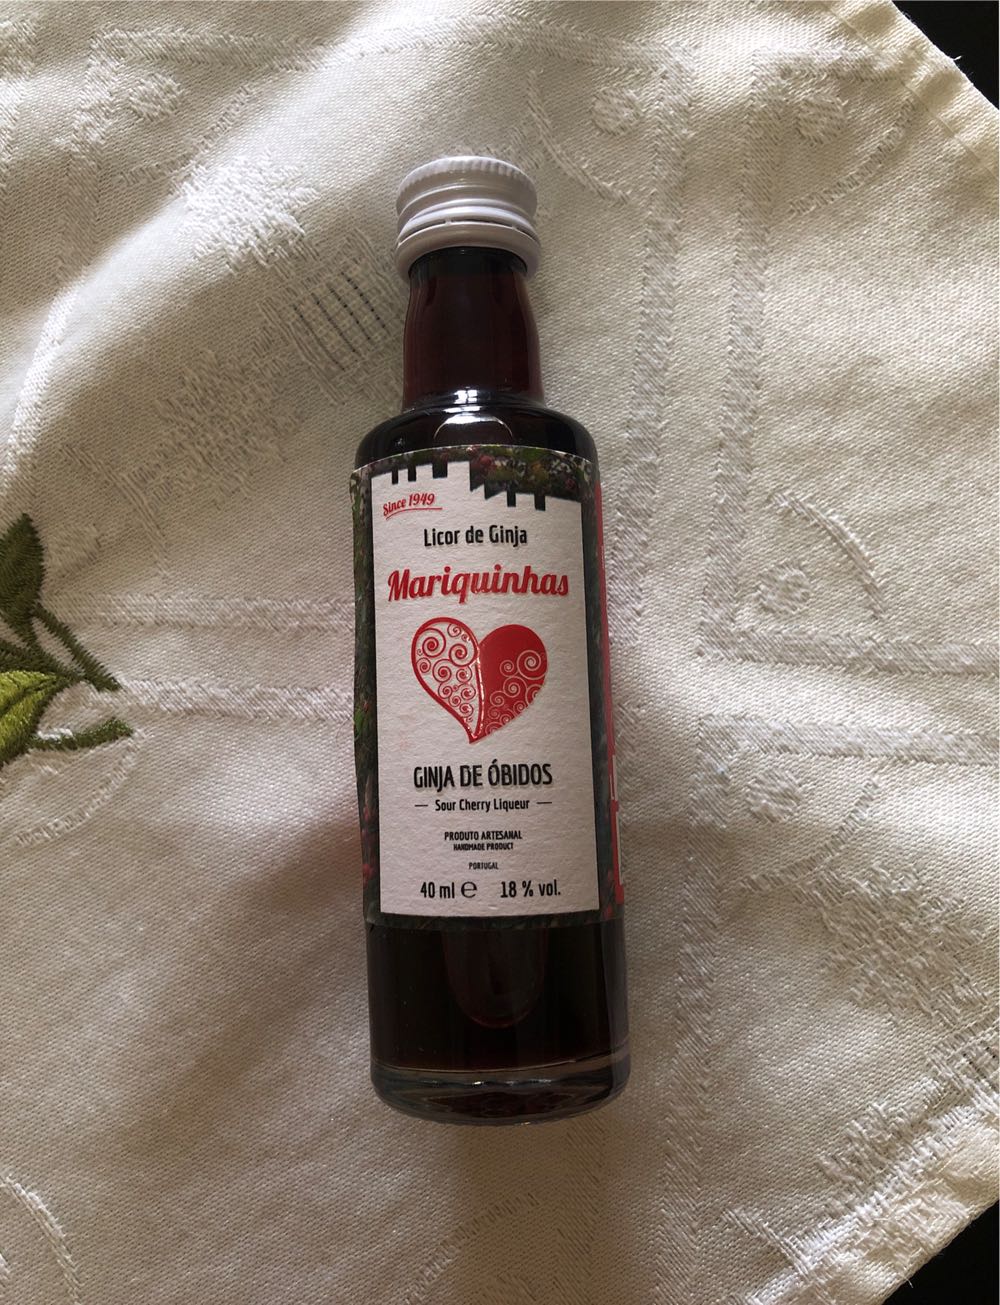 Since 1949
Licor de Ginja
Mariquinhas
GINJA DE ÓBIDOS
Sour Cherry Liqueur
PRODUTO ARTESANAL
HANDMADE PRODUCT
PORTUGAL
40 ml ℮ 18 % vol.